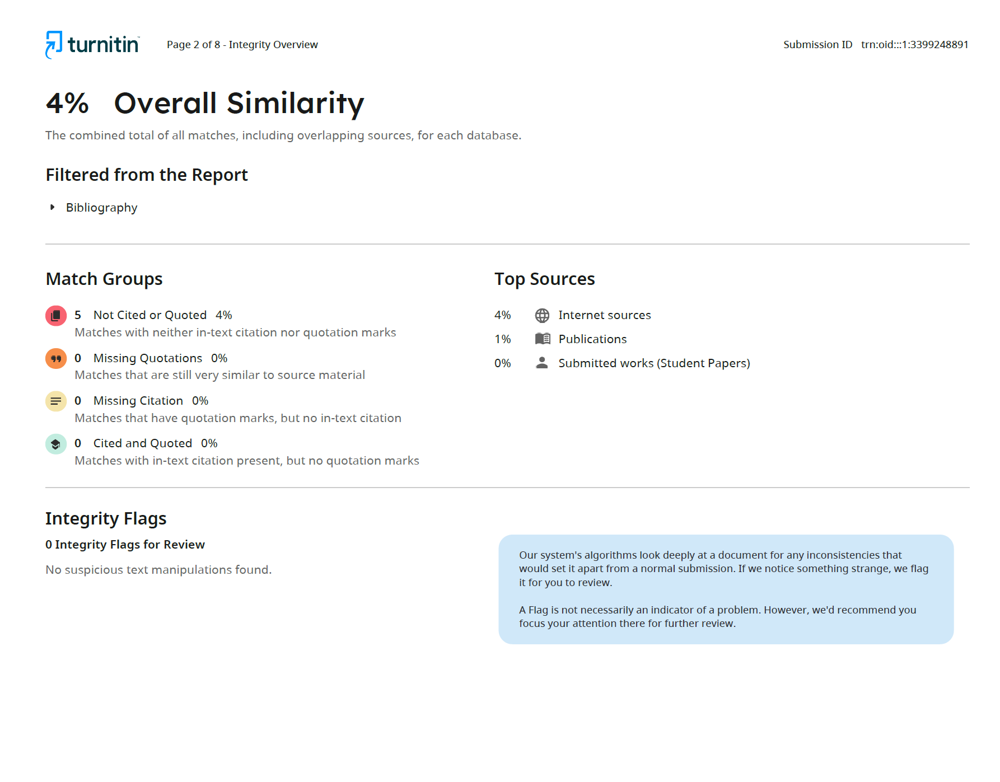 turnitin™ Page 2 of 8 - Integrity Overview Submission ID trn:oid:::1:3399248891
4% Overall Similarity
The combined total of all matches, including overlapping sources, for each database.
Filtered from the Report
Bibliography
Match Groups
5 Not Cited or Quoted 4%
Matches with neither in-text citation nor quotation marks
0 Missing Quotations 0%
Matches that are still very similar to source material
0 Missing Citation 0%
Matches that have quotation marks, but no in-text citation
0 Cited and Quoted 0%
Matches with in-text citation present, but no quotation marks
Top Sources
4% Internet sources
1% Publications
0% Submitted works (Student Papers)
Integrity Flags
0 Integrity Flags for Review
No suspicious text manipulations found.
Our system's algorithms look deeply at a document for any inconsistencies that
would set it apart from a normal submission. If we notice something strange, we flag
it for you to review.
A Flag is not necessarily an indicator of a problem. However, we'd recommend you
focus your attention there for further review.